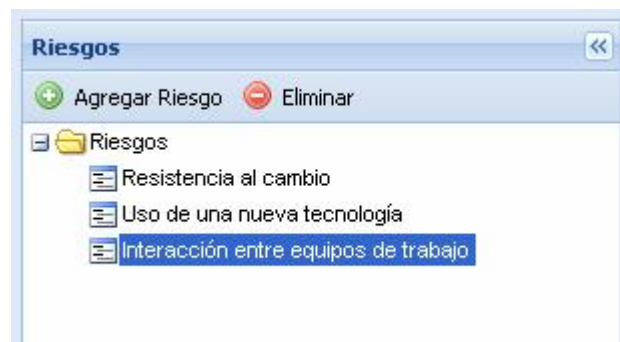 Riesgos
Agregar Riesgo Eliminar
Riesgos
Resistencia al cambio
Uso de una nueva tecnología
Interacción entre equipos de trabajo